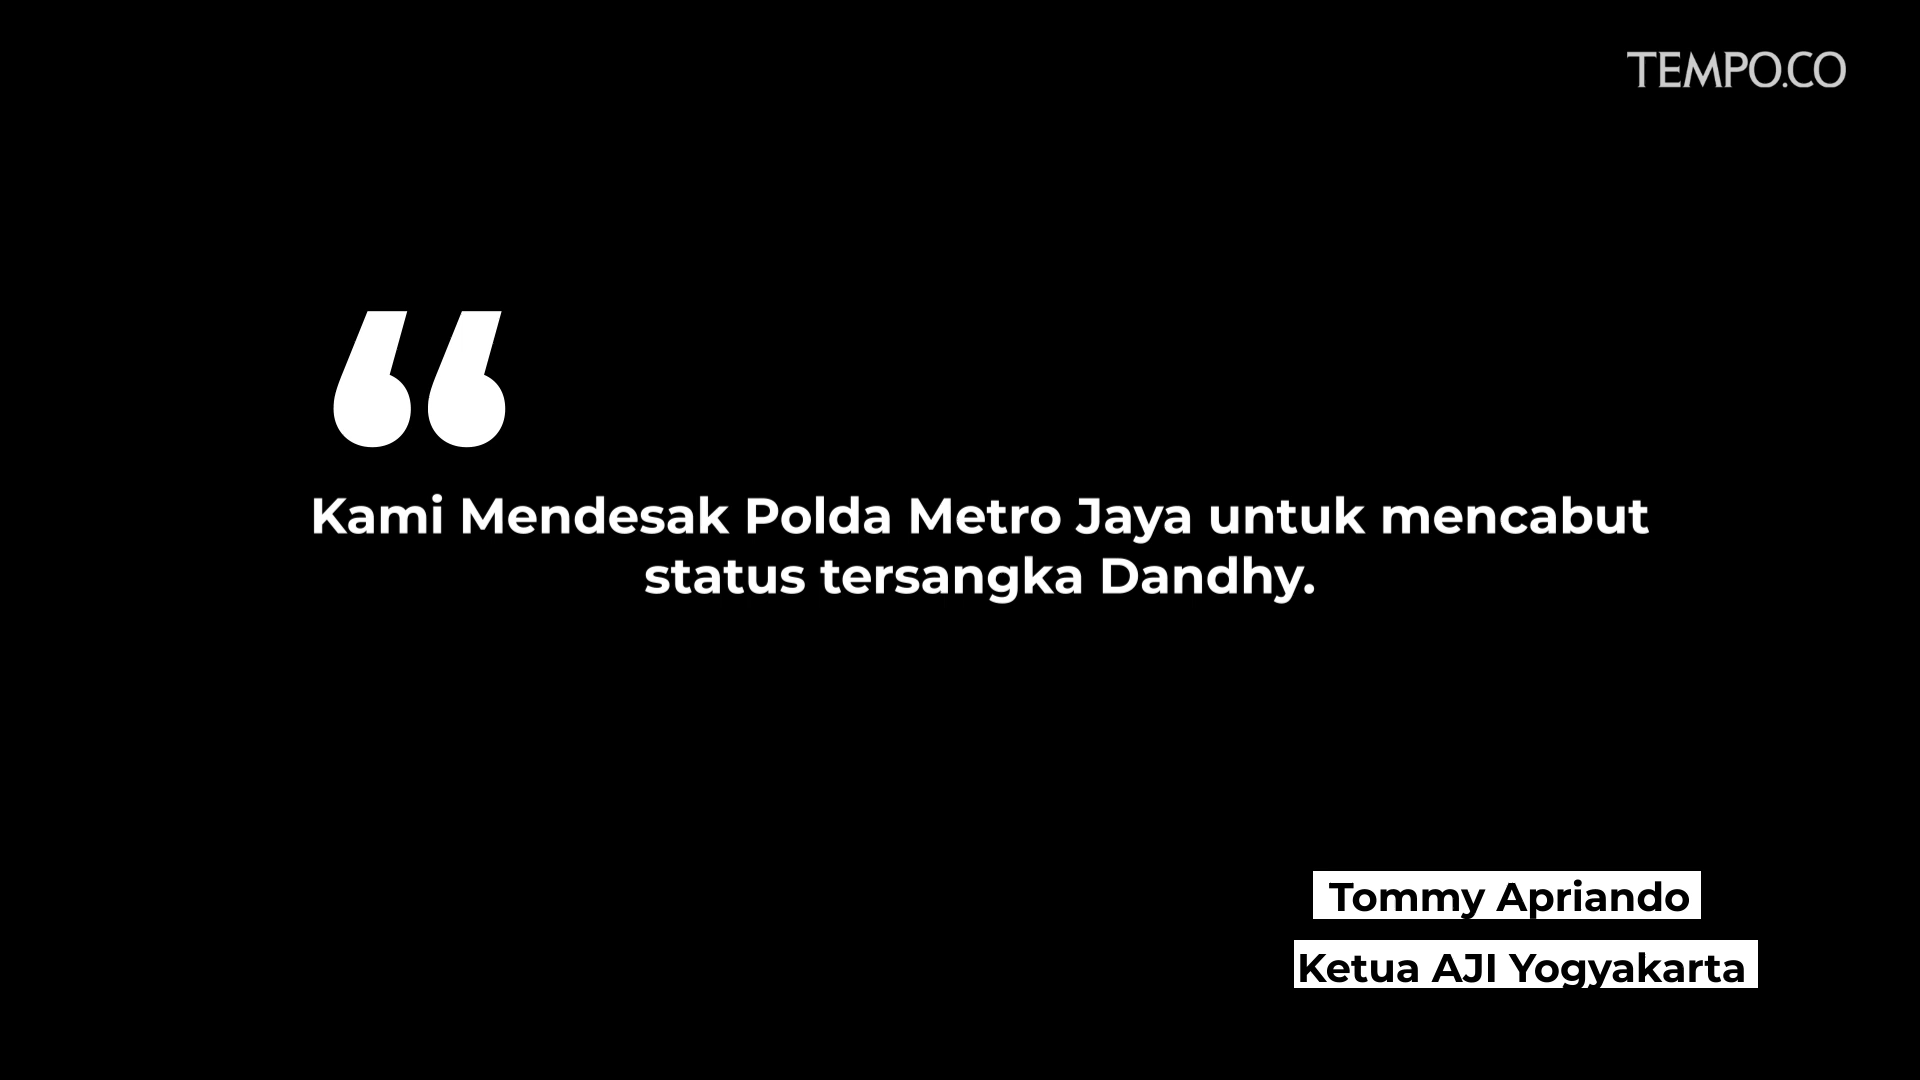 TEMPO.CO
“
Kami Mendesak Polda Metro Jaya untuk mencabut
status tersangka Dandhy.
Tommy Apriando
Ketua AJI Yogyakarta